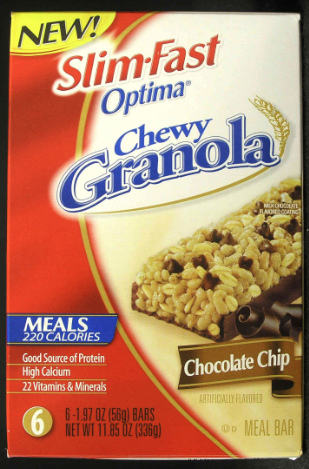 NEW!
Slim·Fast
Optima®
Chewy
Granola
MILK CHOCOLATE
FLAVORED COATING
MEALS
220 CALORIES
Good Source of Protein
High Calcium
22 Vitamins & Minerals
Chocolate Chip
ARTIFICIALLY FLAVORED
6
6 -1.97 OZ (56g) BARS
NET WT 11.85 OZ (336g)
MEAL BAR